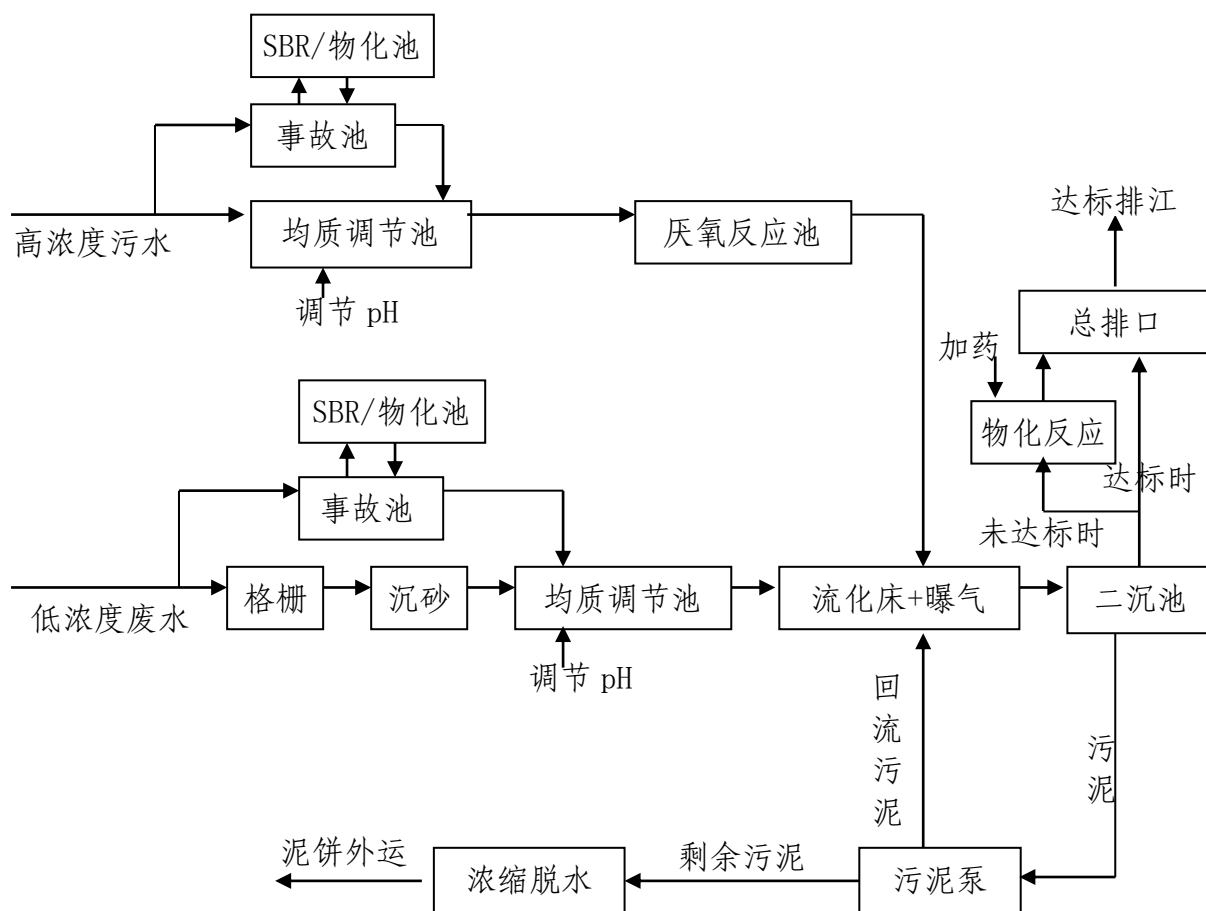 SBR/物化池
事故池
高浓度污水
均质调节池
厌氧反应池
达标排江
调节 pH
总排口
加药
SBR/物化池
物化反应
达标时
事故池
未达标时
低浓度废水
格栅
沉砂
均质调节池
流化床+曝气
二沉池
调节 pH
回流污泥
污泥
泥饼外运
浓缩脱水
剩余污泥
污泥泵